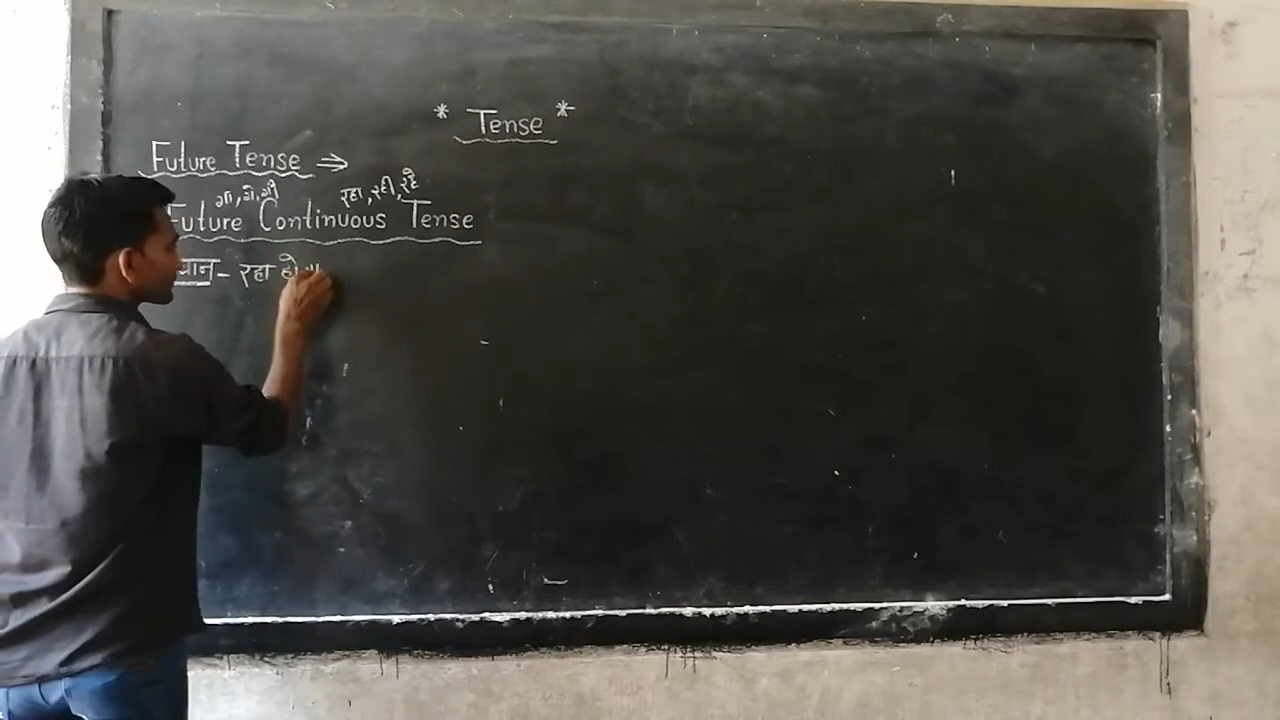 * Tense *
Future Tense ⇒
गा, गे, गी रहा, रही, रहे
Future Continuous Tense
- रहा